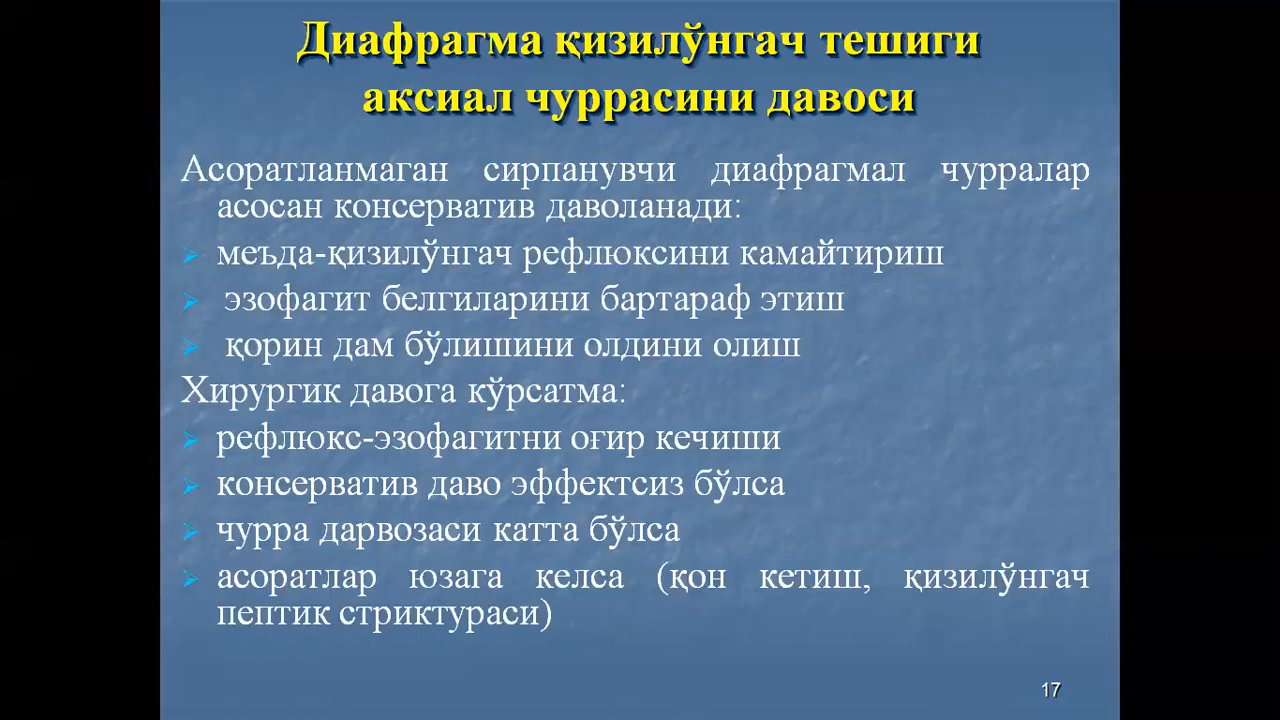 Диафрагма қизилўнгач тешиги
аксиал чуррасини давоси
Асоратланмаган сирпанувчи диафрагмал чурралар
асосан консерватив даволанади:
меъда-қизилўнгач рефлюксини камайтириш
эзофагит белгиларини бартараф этиш
қорин дам бўлишини олдини олиш
Хирургик давога кўрсатма:
рефлюкс-эзофагитни оғир кечиши
консерватив даво эффектсиз бўлса
чурра дарвозаси катта бўлса
асоратлар юзага келса (қон кетиш, қизилўнгач
пептик стриктураси)
17